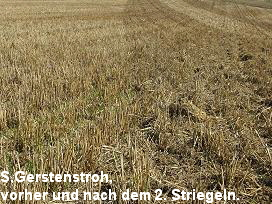 S.Gerstenstroh,
vorher und nach dem 2. Striegeln.